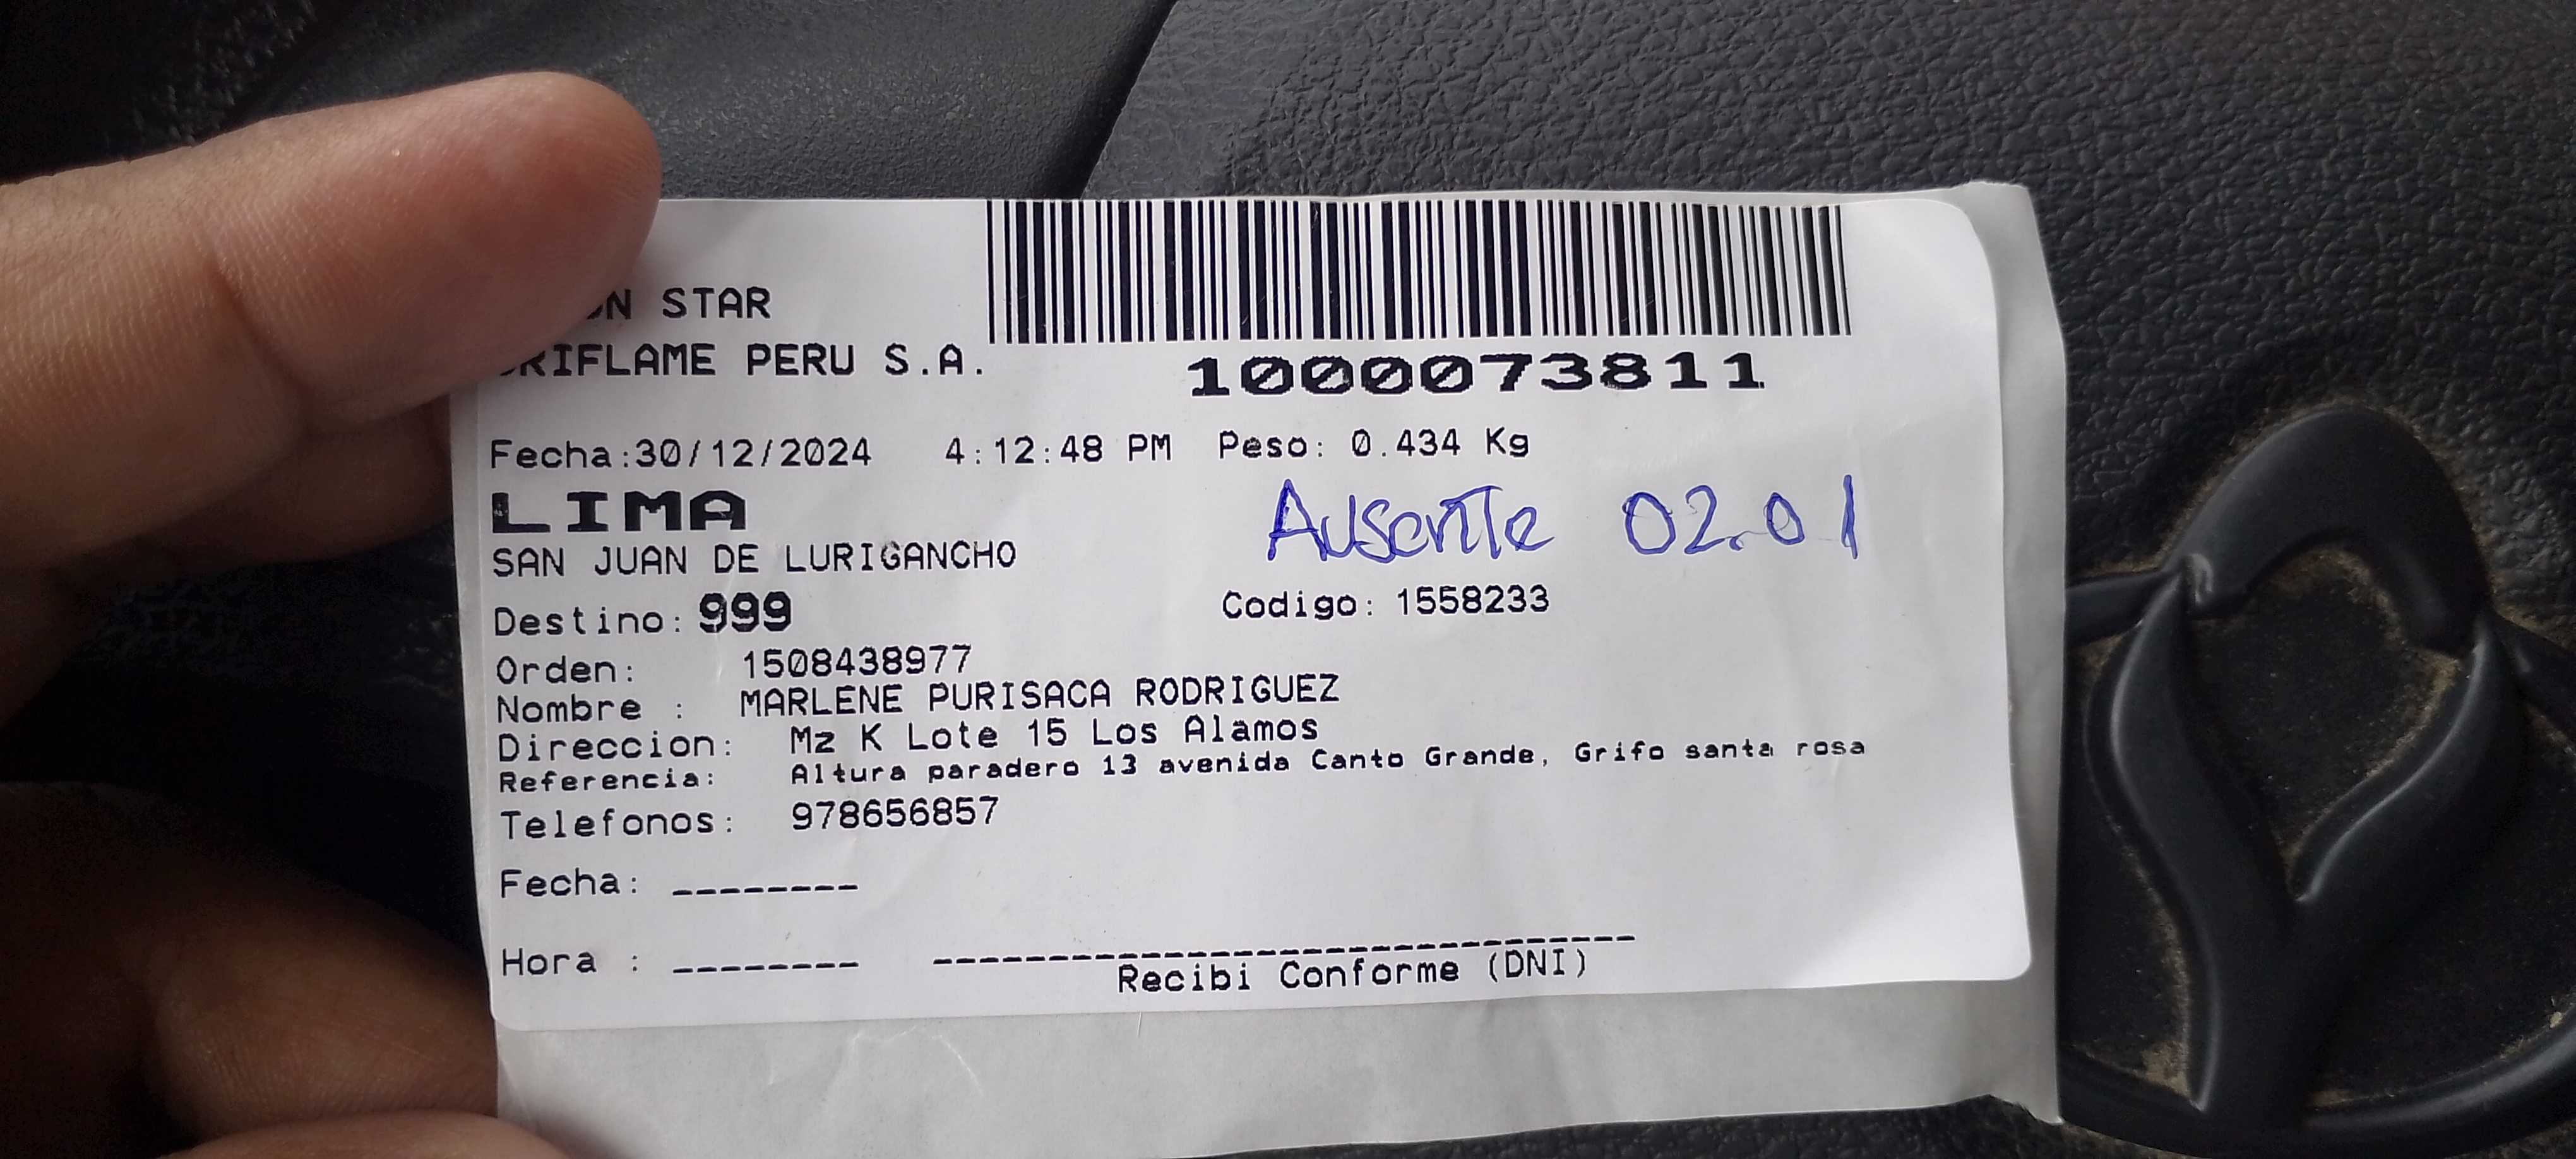 STAR
PERU S.A.
1000073811
Fecha:30/12/2024 4:12:48 PM Peso: 0.434 Kg
LIMA
Ausente 02.01
SAN JUAN DE LURIGANCHO
Destino: 999 Codigo: 1558233
Orden: 1508438977
Nombre : MARLENE PURISACA RODRIGUEZ
Direccion: Mz K Lote 15 Los Alamos
Referencia: Altura paradero 13 avenida Canto Grande, Grifo santa rosa
Telefonos: 978656857
Fecha: --------
Hora : --------
Recibi Conforme (DNI)